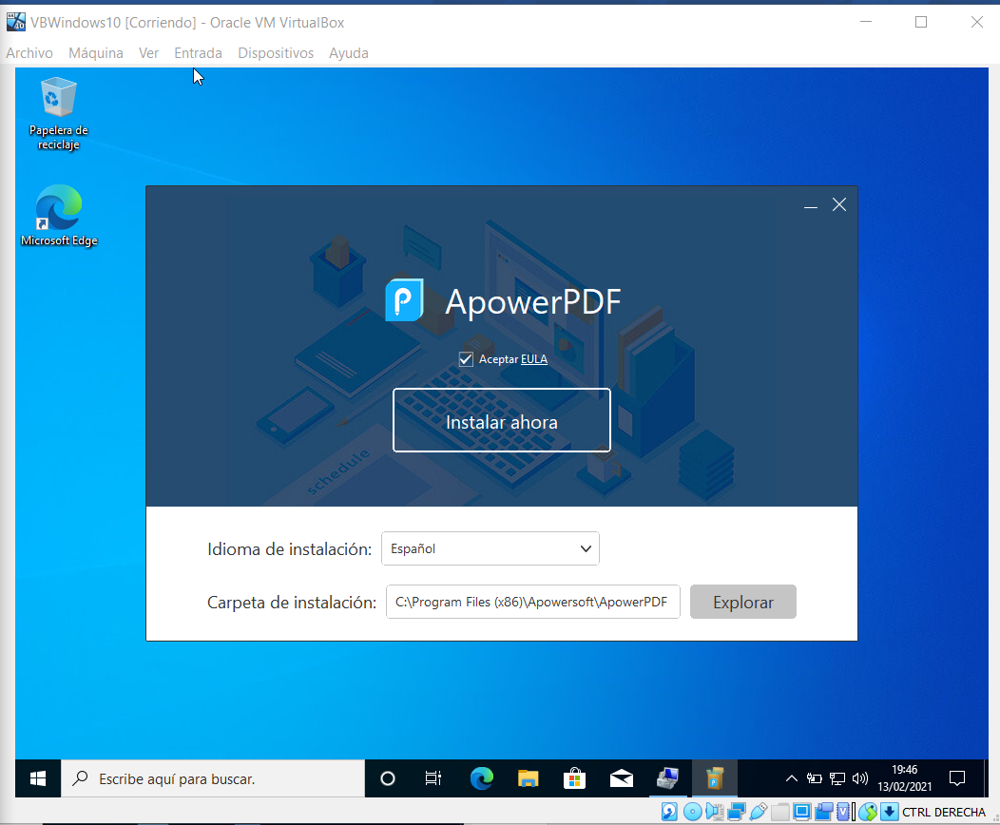 VBWindows10 [Corriendo] - Oracle VM VirtualBox
Archivo Máquina Ver Entrada Dispositivos Ayuda
Papelera de
reciclaje
Microsoft Edge
ApowerPDF
Aceptar EULA
Instalar ahora
schedule
Idioma de instalación: Español
Carpeta de instalación: C:\Program Files (x86)\Apowersoft\ApowerPDF Explorar
Escribe aquí para buscar.
19:46
13/02/2021
CTRL DERECHA